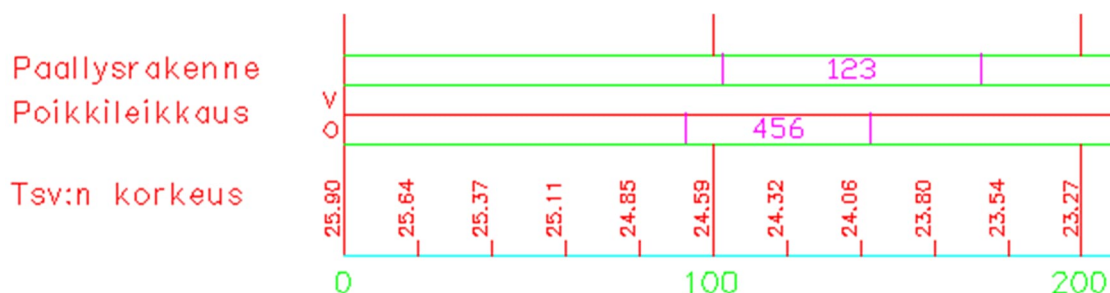 Paallysrakenne 123
V
Poikkileikkaus
O 456
Tsv:n korkeus 25.90 25.64 25.37 25.11 24.85 24.59 24.32 24.06 23.80 23.54 23.27
0 100 200